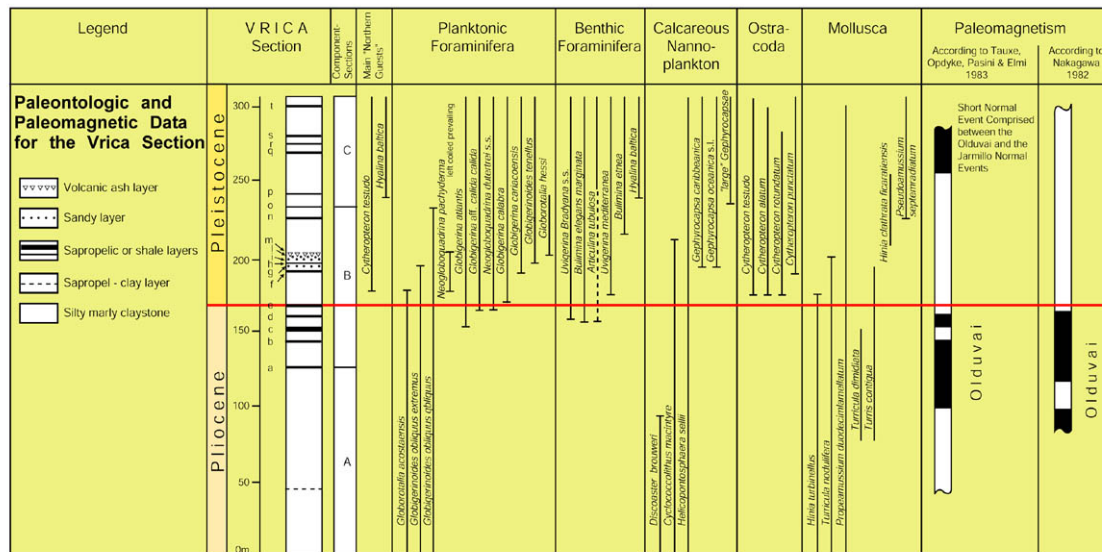 Legend
V R I C A
Section
Component-
Sections
Main "Northern
Guests"
Planktonic
Foraminifera
Benthic
Foraminifera
Calcareous
Nanno-
plankton
Ostra-
coda
Mollusca
Paleomagnetism
According to Tauxe,
Opdyke, Pasini & Elmi
1983
According to
Nakagawa
1982
Paleontologic and
Paleomagnetic Data
for the Vrica Section
Volcanic ash layer
Sandy layer
Sapropelic or shale layers
Sapropel - clay layer
Silty marly claystone
Pleistocene
Pliocene
300
250
200
150
100
50
0m
t
s
r
q
p
o
n
m
h
g
f
e
d
c
b
a
C
B
A
Cytheropteron testudo
Hyalina baltica
Globorotalia acostaensis
Globigerinoides obliquus extremus
Globigerinoides obliquus obliquus
Neogloboquadrina pachyderma
left coiled prevailing
Globigerina atlantis
Globigerina aff. calida calida
Neogloboquadrina dutertrei s.s.
Globigerina calabra
Globigerina cariacoensis
Globigerinoides tenellus
Globorotalia hessi
Uvigerina Bradyana s.s.
Bulimina elegans marginata
Articulina tubulosa
Uvigerina mediterranea
Bulimina etnea
Hyalina baltica
Discoaster brouweri
Cyclococcolithus macintyre
Helicopontosphaera sellii
Gephyrocapsa caribbeanica
Gephyrocapsa oceanica s.l.
"large" Gephyrocapsae
Cytheropteron testudo
Cytheropteron alatum
Cytheropteron rotundatum
Cytheropteron punctatum
Hinia turbinellus
Turricula nodulifera
Propeamussium duodecimlamellatum
Turricula dimidiata
Turris contigua
Hinia clathrata ficarratiensis
Pseudoamussium
septemradiatum
Short Normal
Event Comprised
between the
Olduvai and the
Jarmillo Normal
Events
Olduvai
Olduvai